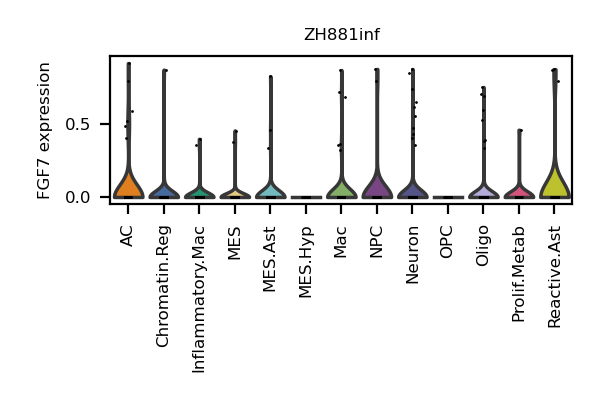 ZH881inf
FGF7 expression
0.5
0.0
AC
Chromatin.Reg
Inflammatory.Mac
MES
MES.Ast
MES.Hyp
Mac
NPC
Neuron
OPC
Oligo
Prolif.Metab
Reactive.Ast